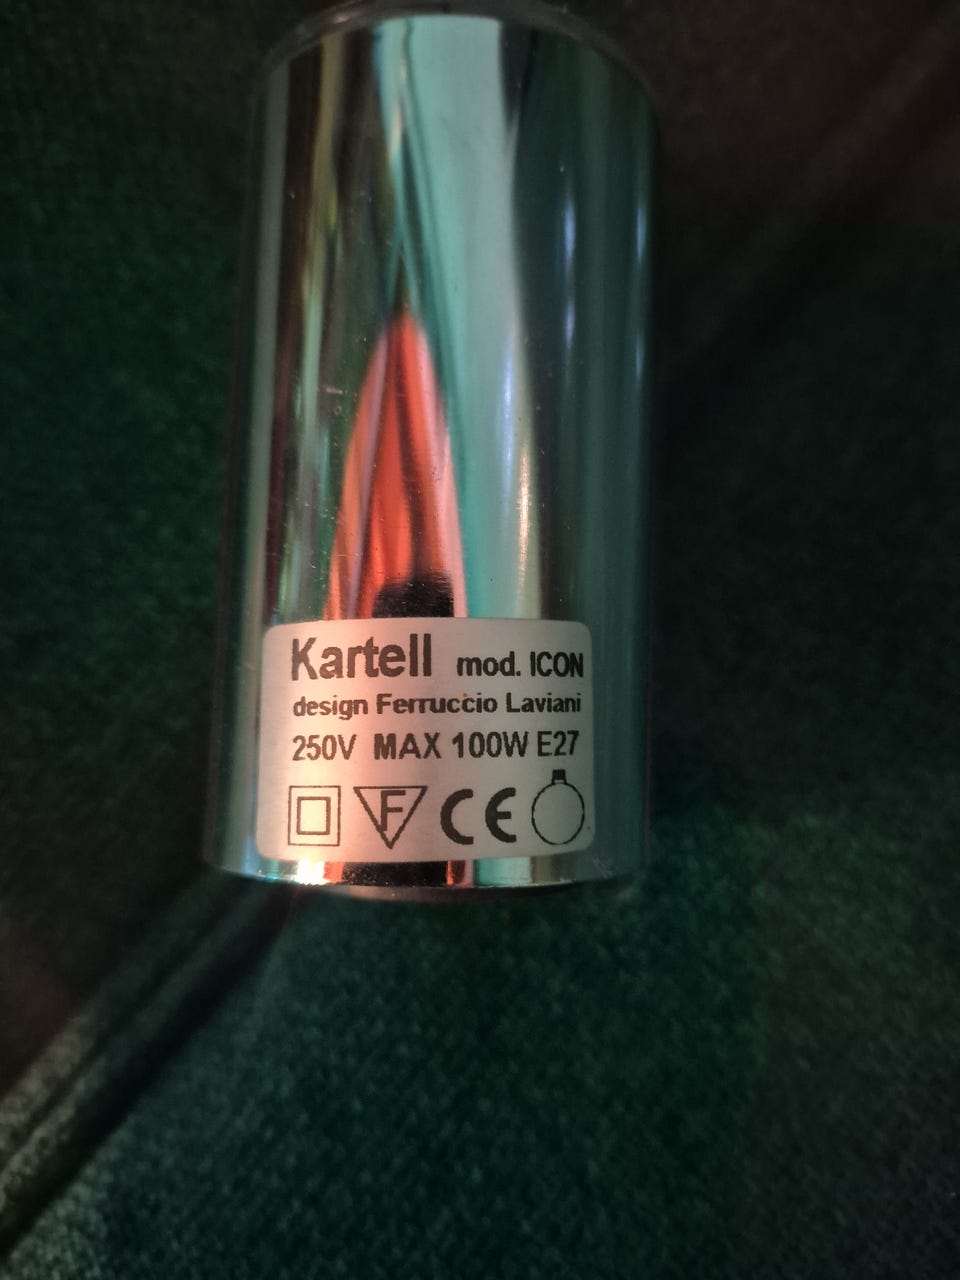 Kartell mod. ICON
design Ferruccio Laviani
250V MAX 100W E27
F CE